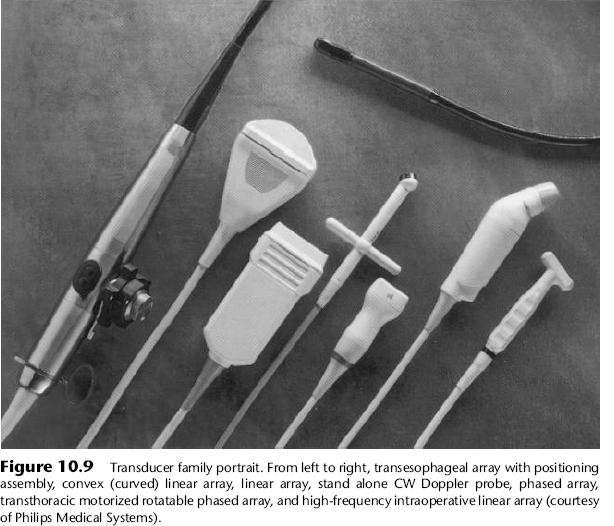 Figure 10.9 Transducer family portrait. From left to right, transesophageal array with positioning
assembly, convex (curved) linear array, linear array, stand alone CW Doppler probe, phased array,
transthoracic motorized rotatable phased array, and high-frequency intraoperative linear array (courtesy
of Philips Medical Systems).